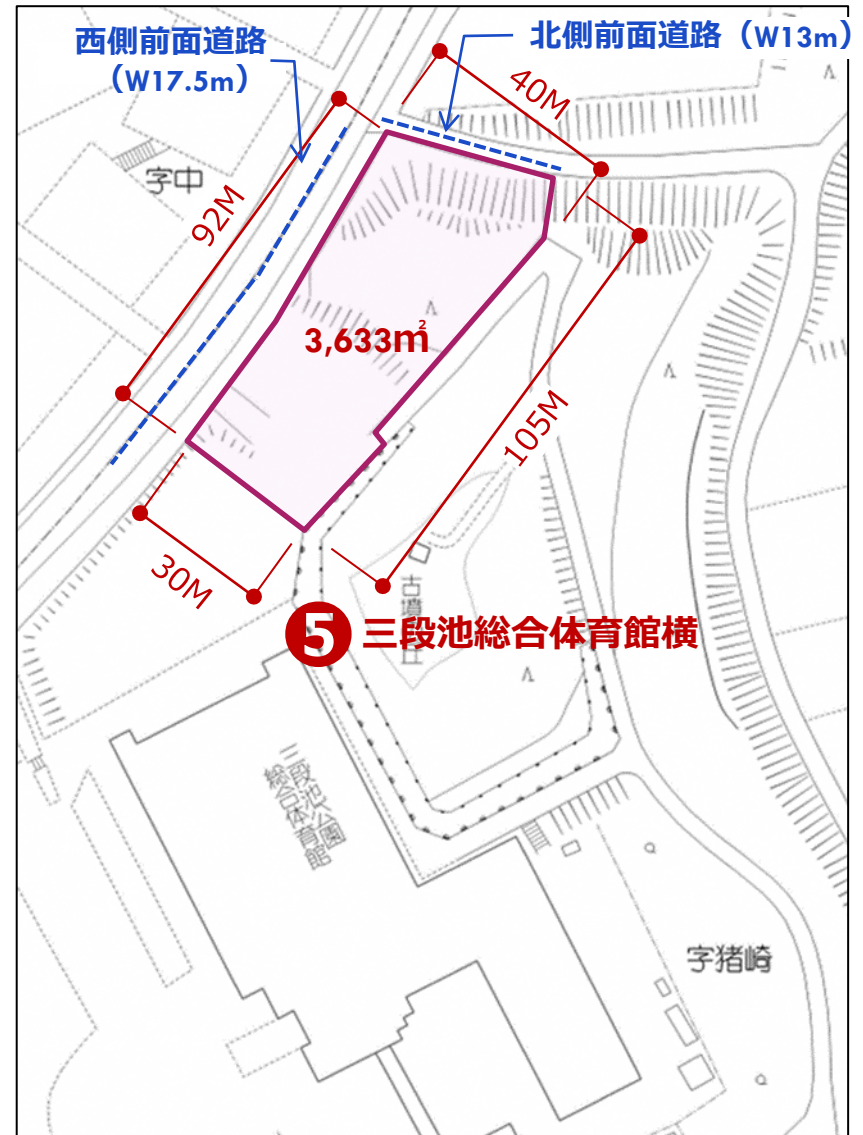 西側前面道路
（W17.5m）
北側前面道路（W13m）
40M
字中
92M
3,633㎡
105M
30M
古墳
5 三段池総合体育館横
三段池公園
総合体育館
字猪崎